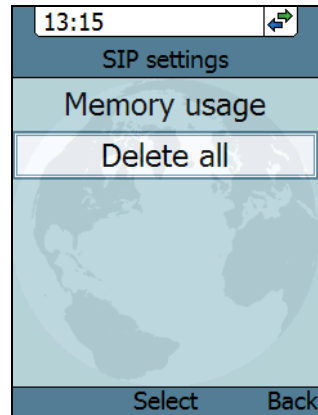 13:15
SIP settings
Memory usage
Delete all
Select Back